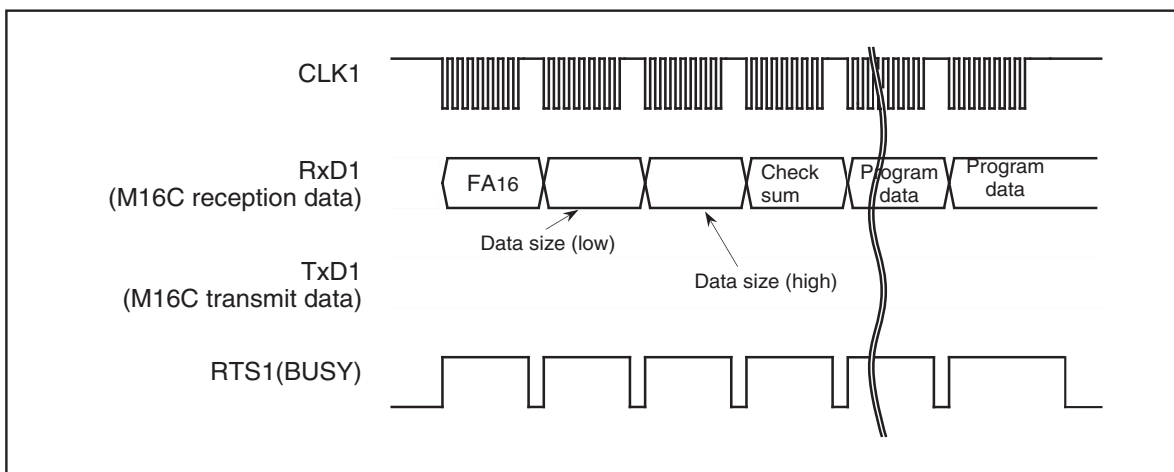 CLK1
RxD1
(M16C reception data)
FA16
Check
sum
Program
data
Program
data
Data size (low)
Data size (high)
TxD1
(M16C transmit data)
RTS1(BUSY)